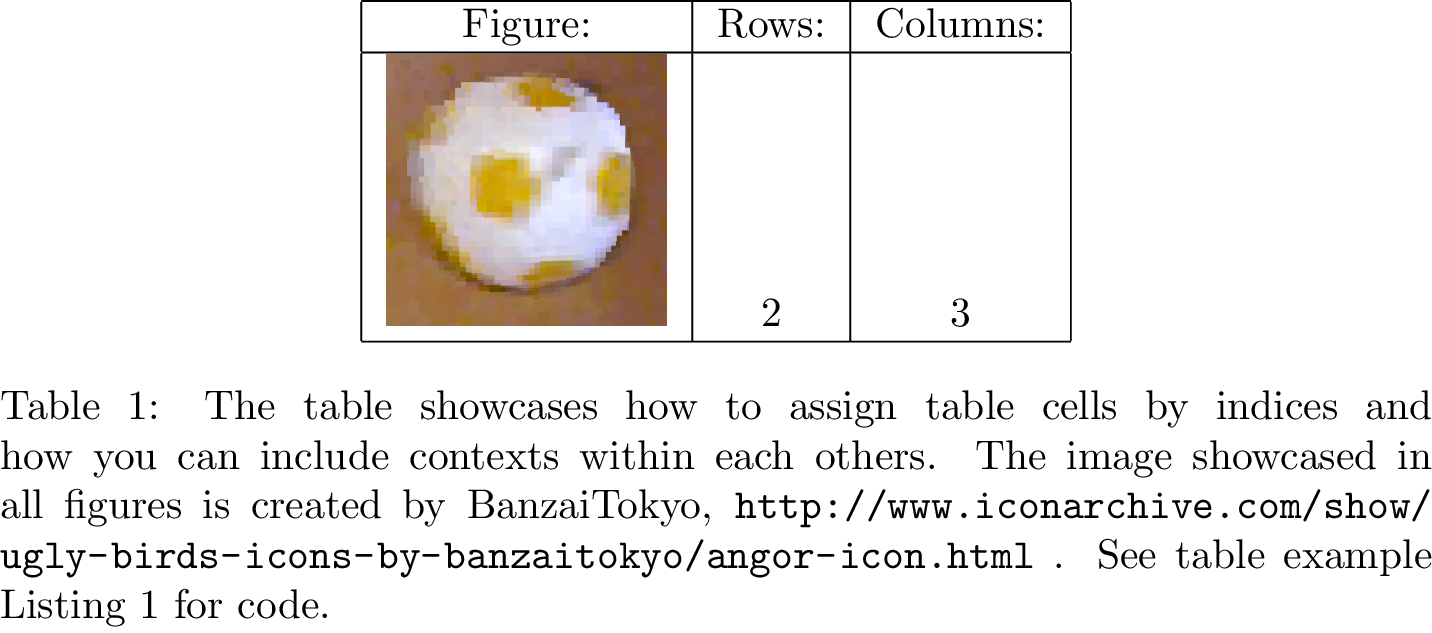 Figure: Rows: Columns:
2 3
Table 1: The table showcases how to assign table cells by indices and
how you can include contexts within each others. The image showcased in
all figures is created by BanzaiTokyo, http://www.iconarchive.com/show/
ugly-birds-icons-by-banzaitokyo/angor-icon.html . See table example
Listing 1 for code.